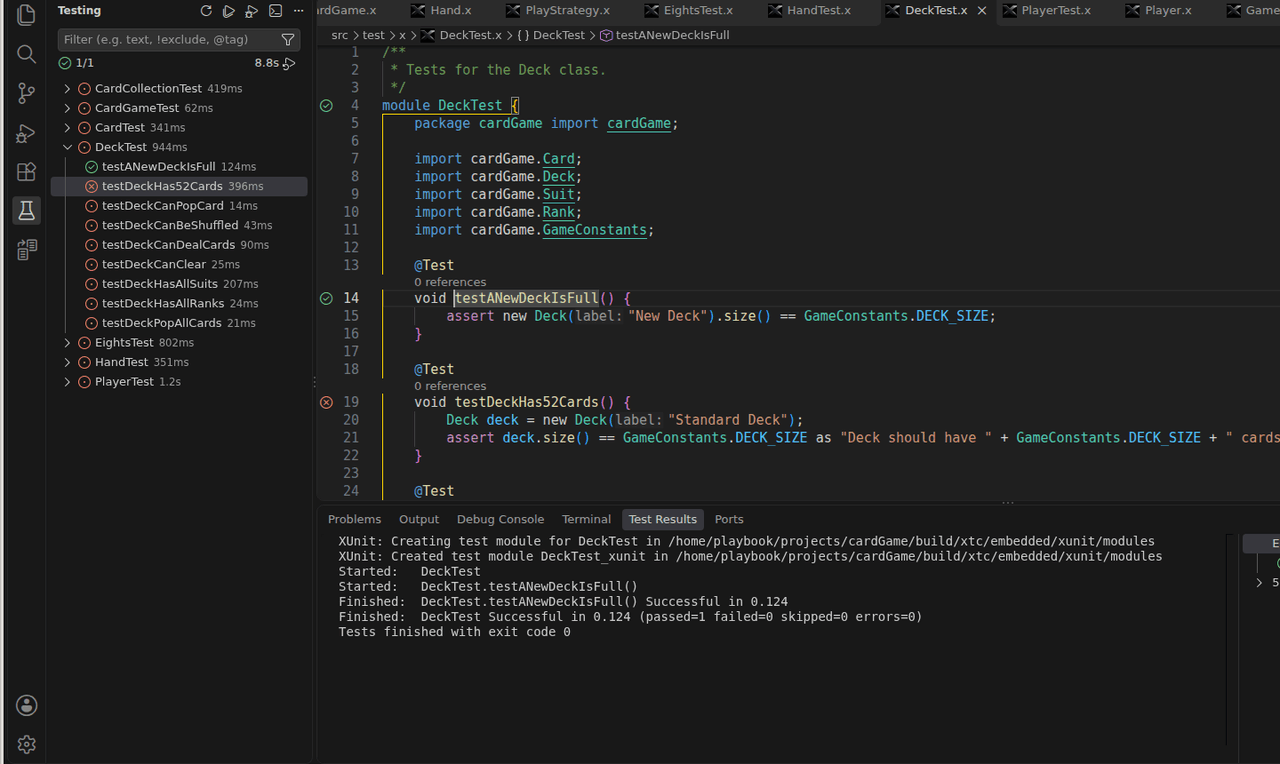 Testing
Filter (e.g. text, !exclude, @tag)
1/1 8.8s
CardCollectionTest 419ms
CardGameTest 62ms
CardTest 341ms
DeckTest 944ms
testANewDeckIsFull 124ms
testDeckHas52Cards 396ms
testDeckCanPopCard 14ms
testDeckCanBeShuffled 43ms
testDeckCanDealCards 90ms
testDeckCanClear 25ms
testDeckHasAllSuits 207ms
testDeckHasAllRanks 24ms
testDeckPopAllCards 21ms
EightsTest 802ms
HandTest 351ms
PlayerTest 1.2s
rdGame.x Hand.x PlayStrategy.x EightsTest.x HandTest.x DeckTest.x PlayerTest.x Player.x Game
src > test > x > DeckTest.x > { } DeckTest > testANewDeckIsFull
1 /**
2 * Tests for the Deck class.
3 */
4 module DeckTest {
5 package cardGame import cardGame;
6
7 import cardGame.Card;
8 import cardGame.Deck;
9 import cardGame.Suit;
10 import cardGame.Rank;
11 import cardGame.GameConstants;
12
13 @Test
0 references
14 void testANewDeckIsFull() {
15 assert new Deck(label: "New Deck").size() == GameConstants.DECK_SIZE;
16 }
17
18 @Test
0 references
19 void testDeckHas52Cards() {
20 Deck deck = new Deck(label: "Standard Deck");
21 assert deck.size() == GameConstants.DECK_SIZE as "Deck should have " + GameConstants.DECK_SIZE + " cards
22 }
23
24 @Test
Problems Output Debug Console Terminal Test Results Ports
XUnit: Creating test module for DeckTest in /home/playbook/projects/cardGame/build/xtc/embedded/xunit/modules
XUnit: Created test module DeckTest_xunit in /home/playbook/projects/cardGame/build/xtc/embedded/xunit/modules
Started: DeckTest
Started: DeckTest.testANewDeckIsFull()
Finished: DeckTest.testANewDeckIsFull() Successful in 0.124
Finished: DeckTest Successful in 0.124 (passed=1 failed=0 skipped=0 errors=0)
Tests finished with exit code 0
E
5